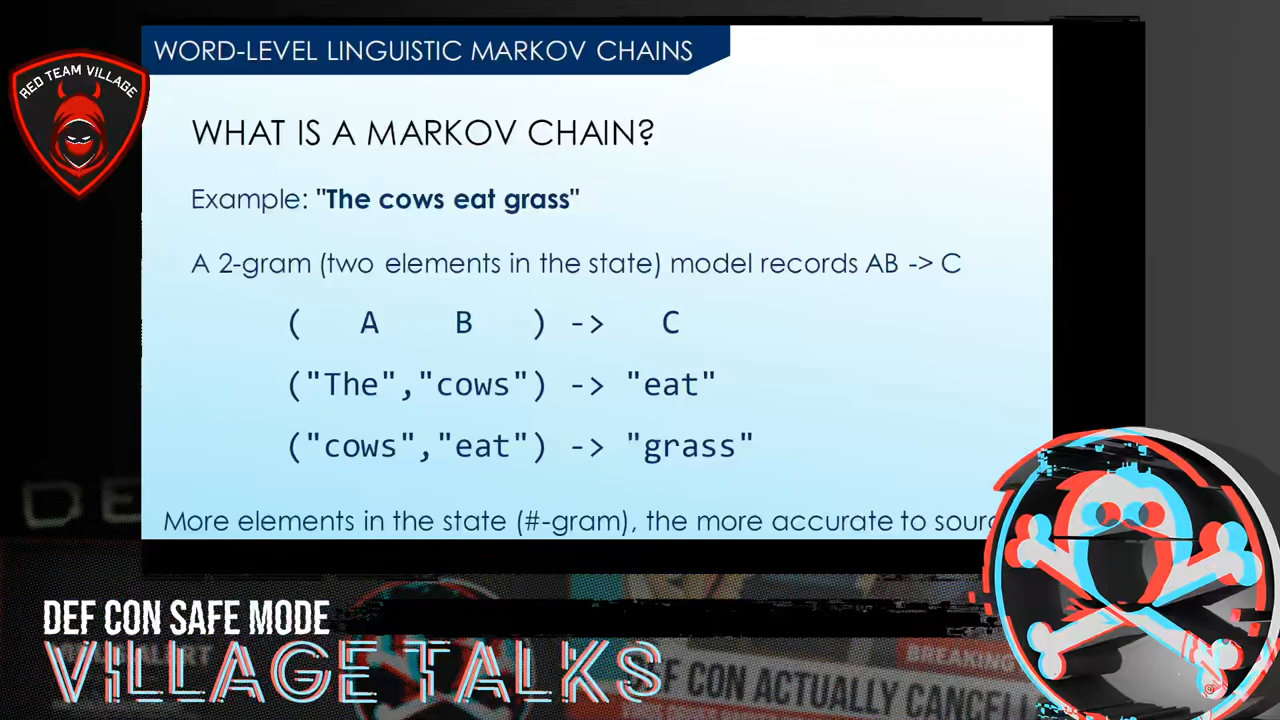 WORD-LEVEL LINGUISTIC MARKOV CHAINS
RED TEAM VILLAGE
WHAT IS A MARKOV CHAIN?
Example: "The cows eat grass"
A 2-gram (two elements in the state) model records AB -> C
( A B ) -> C
("The","cows") -> "eat"
("cows","eat") -> "grass"
More elements in the state (#-gram), the more accurate to
DEF CON SAFE MODE
VILLAGE TALKS
BREAKING
CON ACTUALLY